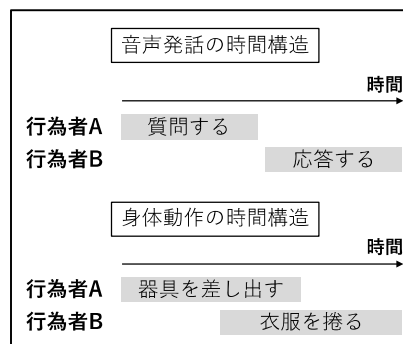 音声発話の時間構造
時間
行為者A 質問する
行為者B 応答する
身体動作の時間構造
時間
行為者A 器具を差し出す
行為者B 衣服を捲る